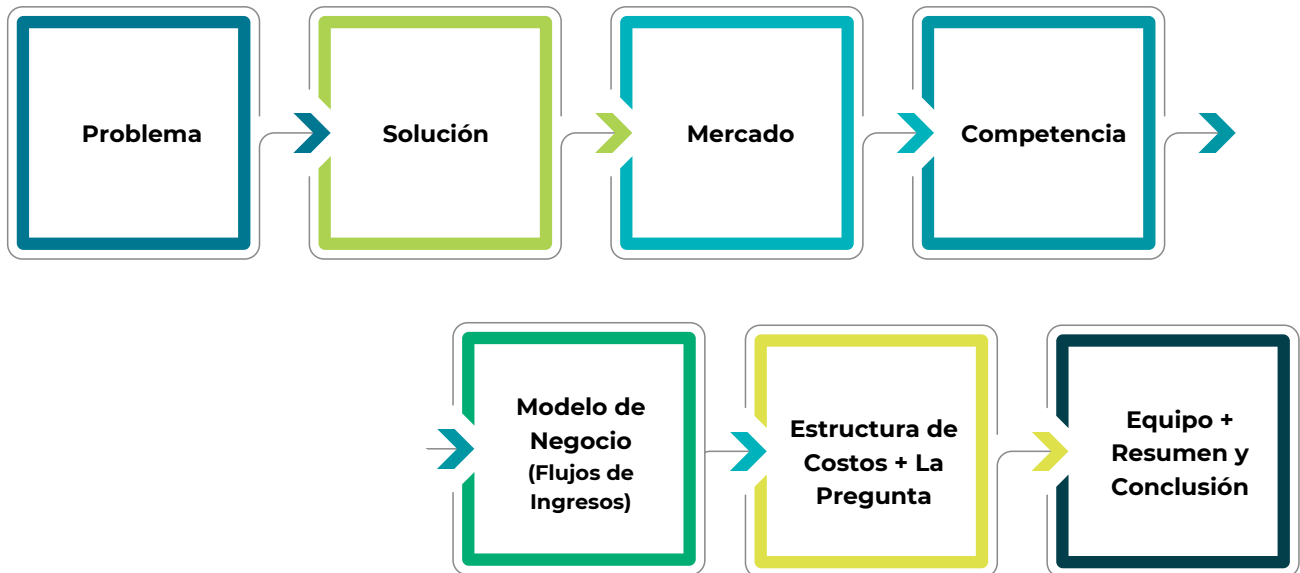 Problema
Solución
Mercado
Competencia
Modelo de
Negocio
(Flujos de
Ingresos)
Estructura de
Costos + La
Pregunta
Equipo +
Resumen y
Conclusión